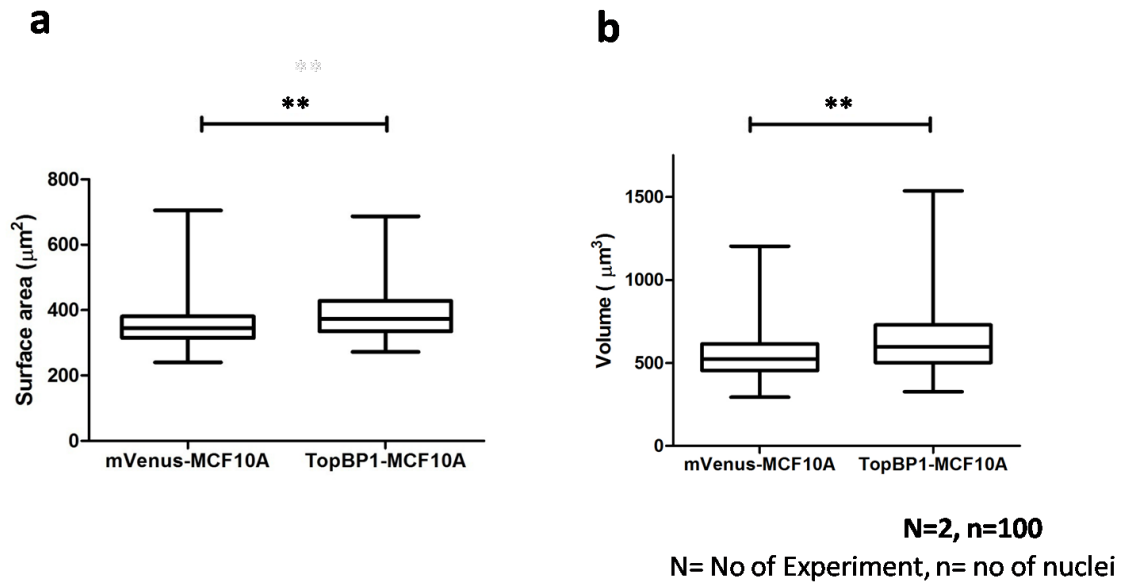 a
**
**
800
600
400
200
0
Surface area (μm²)
mVenus-MCF10A TopBP1-MCF10A
b
**
1500
1000
500
0
Volume ( μm³)
mVenus-MCF10A TopBP1-MCF10A
N=2, n=100
N= No of Experiment, n= no of nuclei